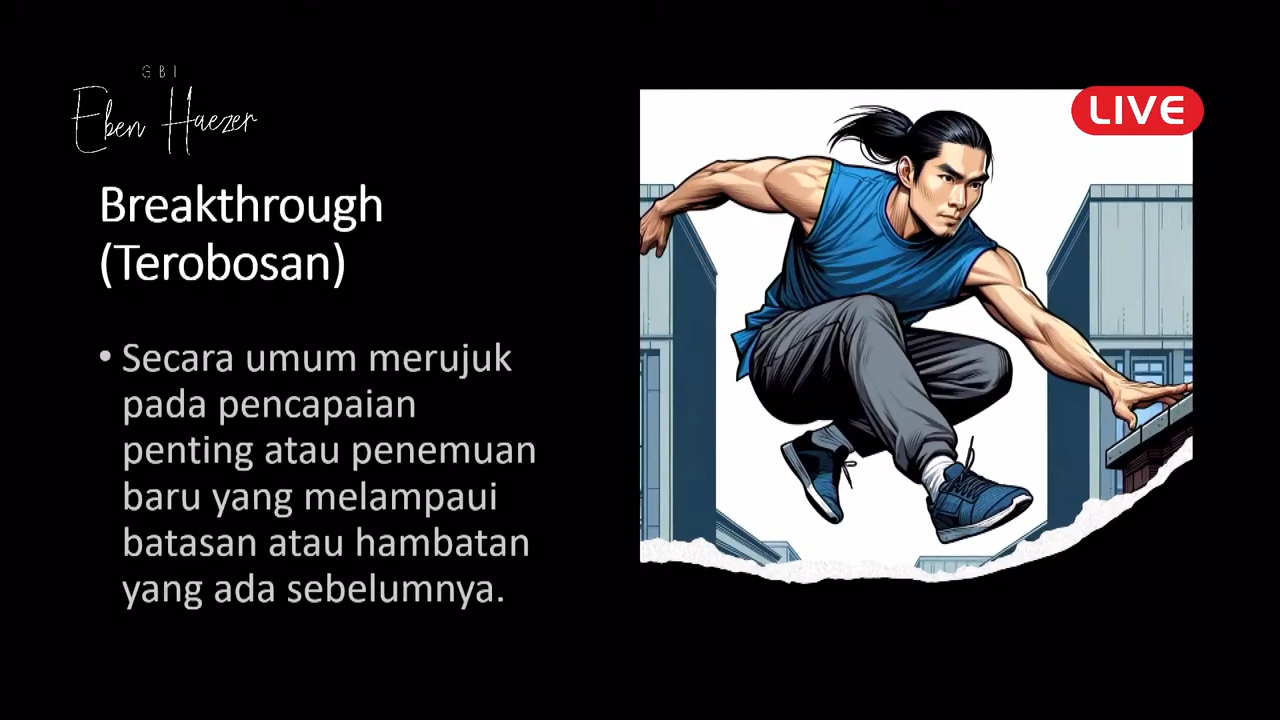 GBI
Eben Haezer
LIVE
Breakthrough
(Terobosan)
• Secara umum merujuk
pada pencapaian
penting atau penemuan
baru yang melampaui
batasan atau hambatan
yang ada sebelumnya.